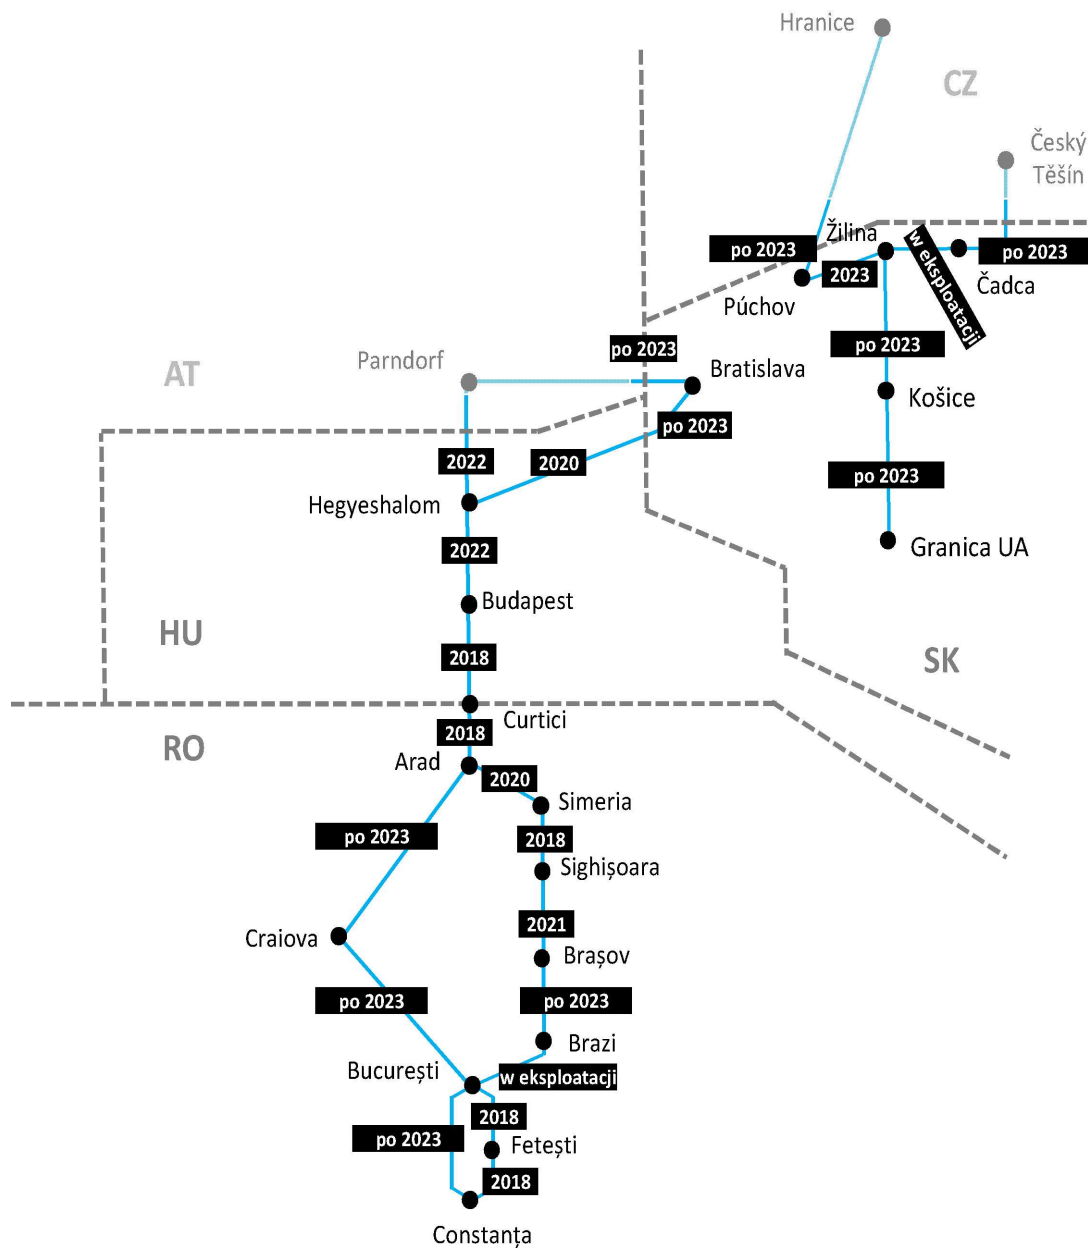 Hranice
CZ
Český
Těšín
Žilina
po 2023
w eksploatacji
po 2023
2023
Čadca
Púchov
po 2023
po 2023
Parndorf
Bratislava
AT
Košice
po 2023
2022
2020
po 2023
Hegyeshalom
Granica UA
2022
Budapest
HU
2018
SK
Curtici
RO
2018
Arad
2020
Simeria
po 2023
2018
Sighișoara
2021
Craiova
Brașov
po 2023
po 2023
Brazi
București
w eksploatacji
2018
po 2023
Fetești
2018
Constanța